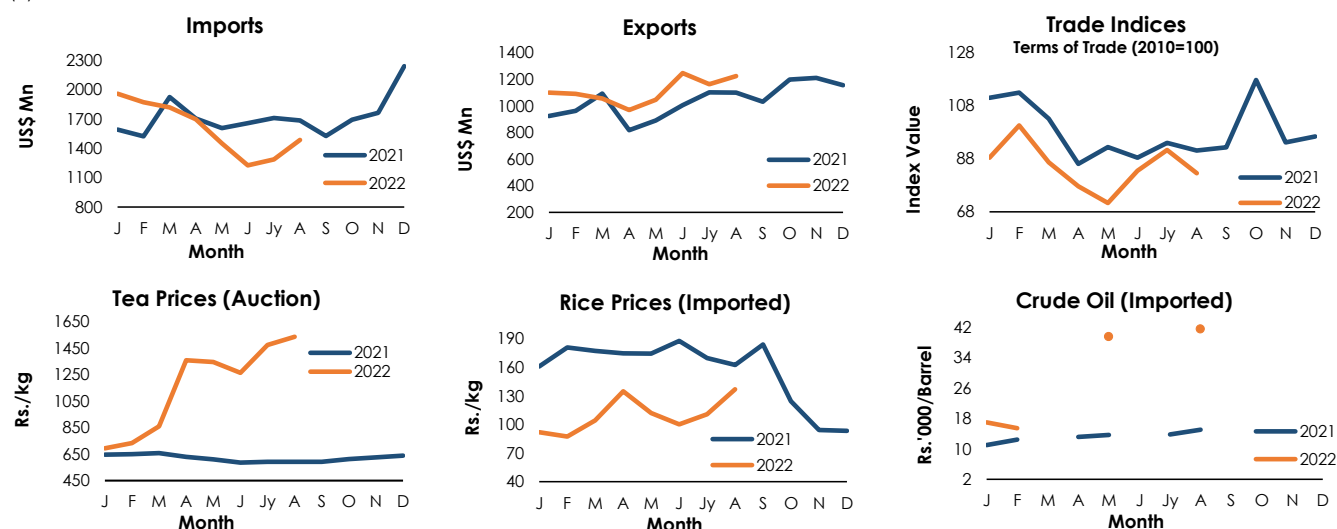 Imports
US$ Mn
2300
2000
1700
1400
1100
800
J F M A M J Jy A S O N D
Month
2021
2022
Exports
US$ Mn
1400
1200
1000
800
600
400
200
J F M A M J Jy A S O N D
Month
2021
2022
Trade Indices
Terms of Trade (2010=100)
Index Value
128
108
88
68
J F M A M J Jy A S O N D
Month
2021
2022
Tea Prices (Auction)
Rs./kg
1650
1450
1250
1050
850
650
450
J F M A M J Jy A S O N D
Month
2021
2022
Rice Prices (Imported)
Rs./kg
190
160
130
100
70
40
J F M A M J Jy A S O N D
Month
2021
2022
Crude Oil (Imported)
Rs.'000/Barrel
42
34
26
18
10
2
J F M A M J Jy A S O N D
Month
2021
2022